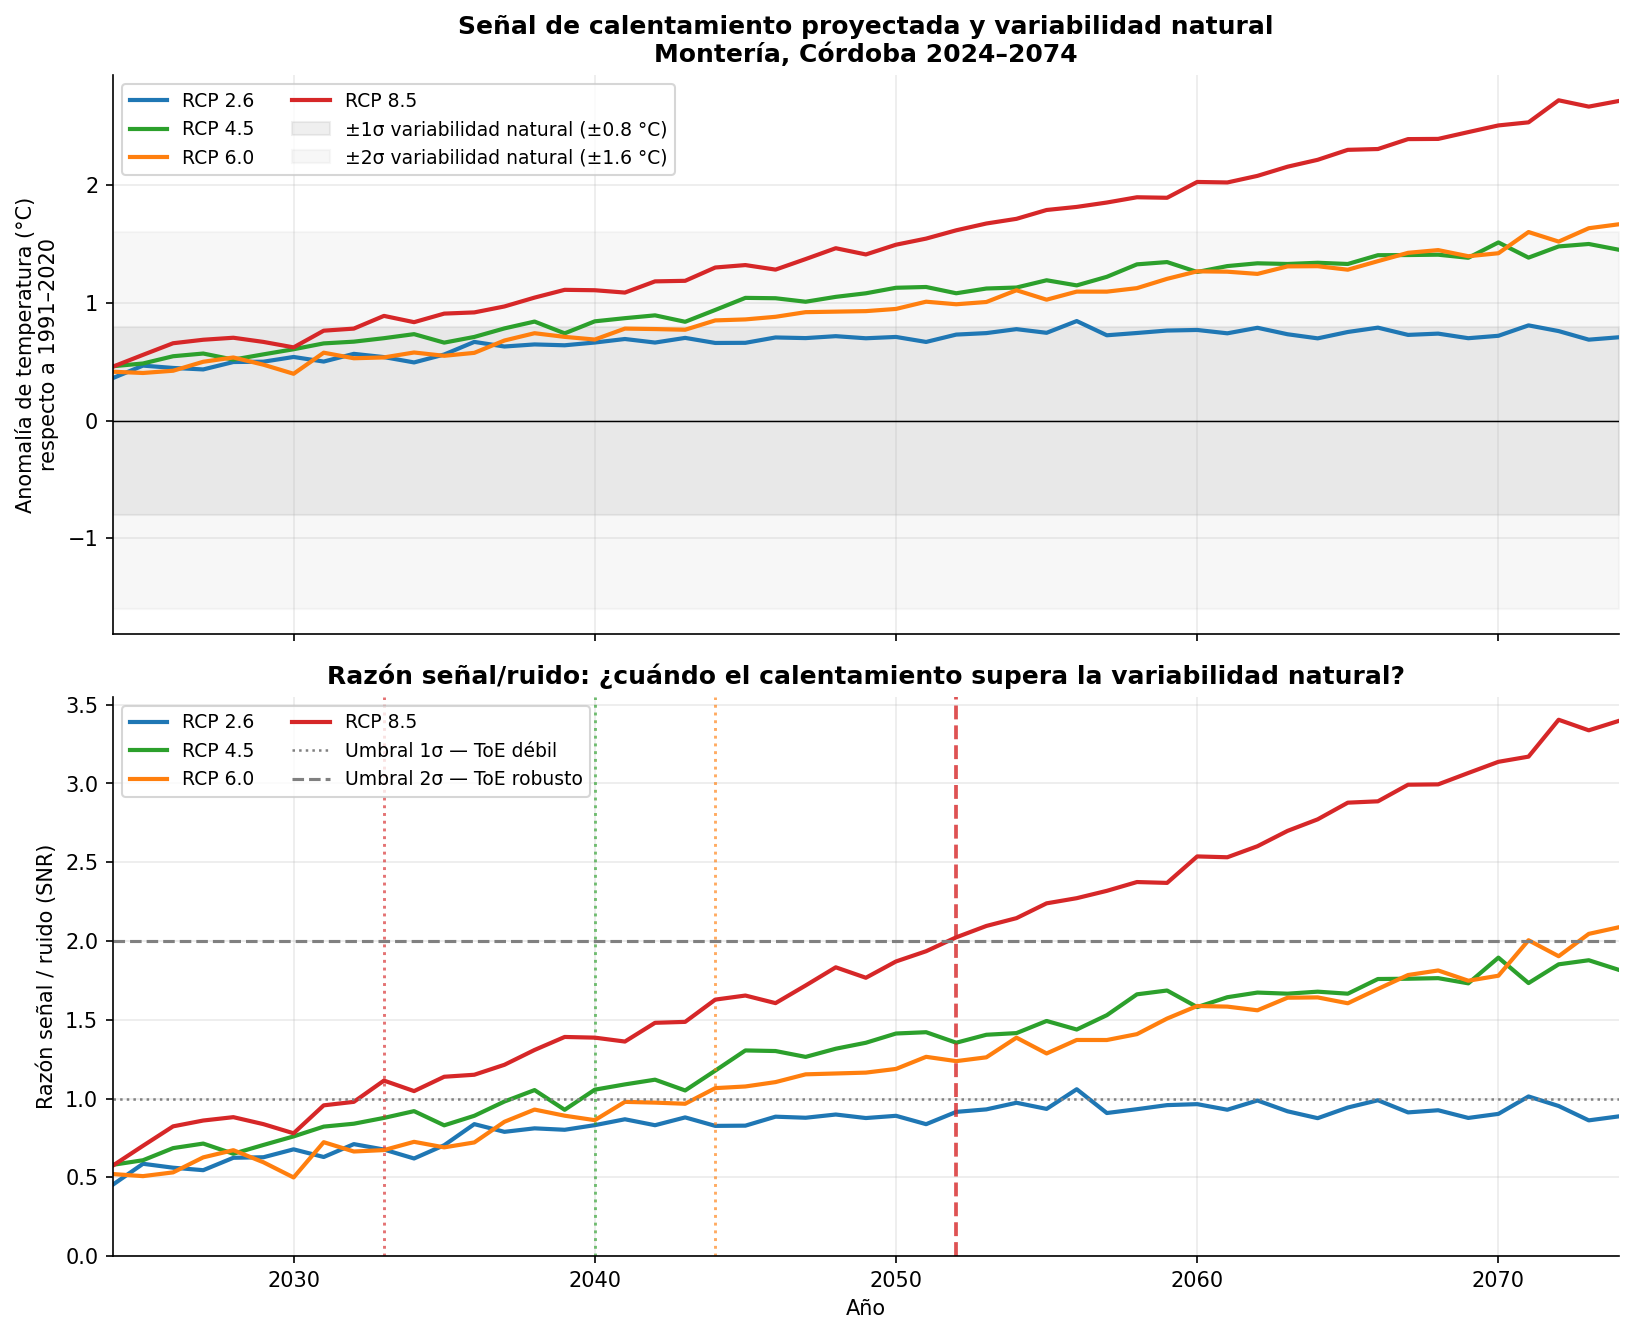 Señal de calentamiento proyectada y variabilidad natural
Montería, Córdoba 2024–2074
RCP 2.6
RCP 4.5
RCP 6.0
RCP 8.5
±1σ variabilidad natural (±0.8 °C)
±2σ variabilidad natural (±1.6 °C)
Anomalía de temperatura (°C)
respecto a 1991–2020
2
1
0
−1
Razón señal/ruido: ¿cuándo el calentamiento supera la variabilidad natural?
RCP 2.6
RCP 4.5
RCP 6.0
RCP 8.5
Umbral 1σ — ToE débil
Umbral 2σ — ToE robusto
Razón señal / ruido (SNR)
3.5
3.0
2.5
2.0
1.5
1.0
0.5
0.0
2030
2040
2050
2060
2070
Año